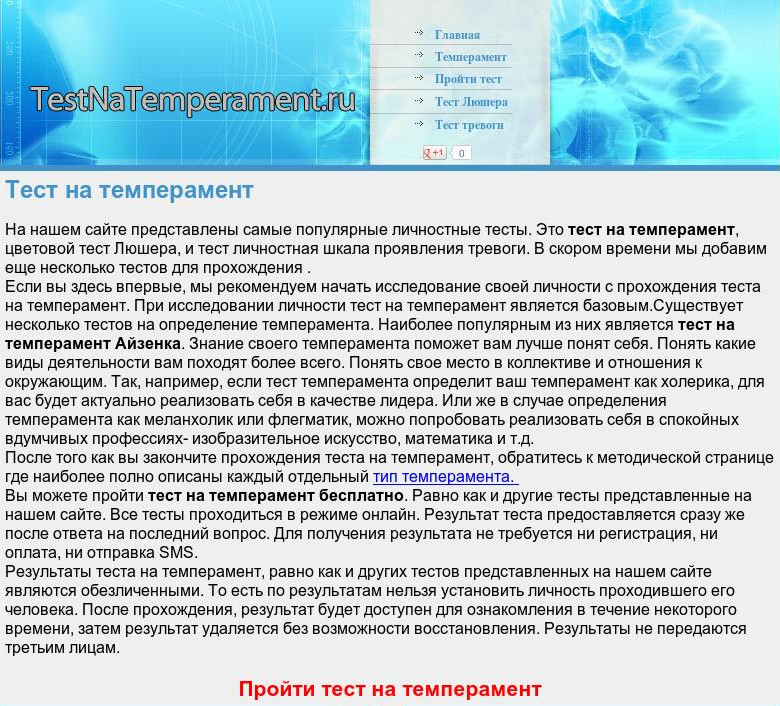 TestNaTemperament.ru
Главная
Темперамент
Пройти тест
Тест Люшера
Тест тревоги
g +1 0
Тест на темперамент
На нашем сайте представлены самые популярные личностные тесты. Это тест на темперамент,
цветовой тест Люшера, и тест личностная шкала проявления тревоги. В скором времени мы добавим
еще несколько тестов для прохождения .
Если вы здесь впервые, мы рекомендуем начать исследование своей личности с прохождения теста
на темперамент. При исследовании личности тест на темперамент является базовым.Существует
несколько тестов на определение темперамента. Наиболее популярным из них является тест на
темперамент Айзенка. Знание своего темперамента поможет вам лучше понят себя. Понять какие
виды деятельности вам походят более всего. Понять свое место в коллективе и отношения к
окружающим. Так, например, если тест темперамента определит ваш темперамент как холерика, для
вас будет актуально реализовать себя в качестве лидера. Или же в случае определения
темперамента как меланхолик или флегматик, можно попробовать реализовать себя в спокойных
вдумчивых профессиях- изобразительное искусство, математика и т.д.
После того как вы закончите прохождения теста на темперамент, обратитесь к методической странице
где наиболее полно описаны каждый отдельный тип темперамента.
Вы можете пройти тест на темперамент бесплатно. Равно как и другие тесты представленные на
нашем сайте. Все тесты проходиться в режиме онлайн. Результат теста предоставляется сразу же
после ответа на последний вопрос. Для получения результата не требуется ни регистрация, ни
оплата, ни отправка SMS.
Результаты теста на темперамент, равно как и других тестов представленных на нашем сайте
являются обезличенными. То есть по результатам нельзя установить личность проходившего его
человека. После прохождения, результат будет доступен для ознакомления в течение некоторого
времени, затем результат удаляется без возможности восстановления. Результаты не передаются
третьим лицам.
Пройти тест на темперамент